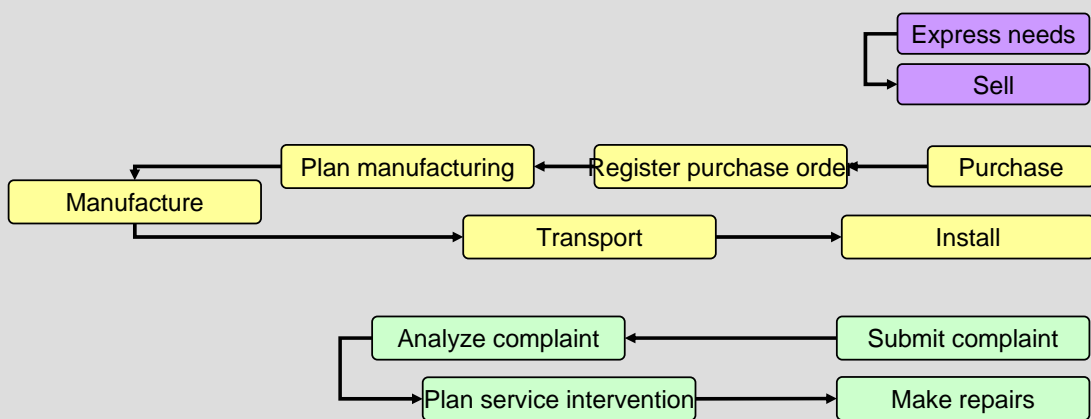 Express needs
Sell
Plan manufacturing
Register purchase order
Purchase
Manufacture
Transport
Install
Analyze complaint
Submit complaint
Plan service intervention
Make repairs